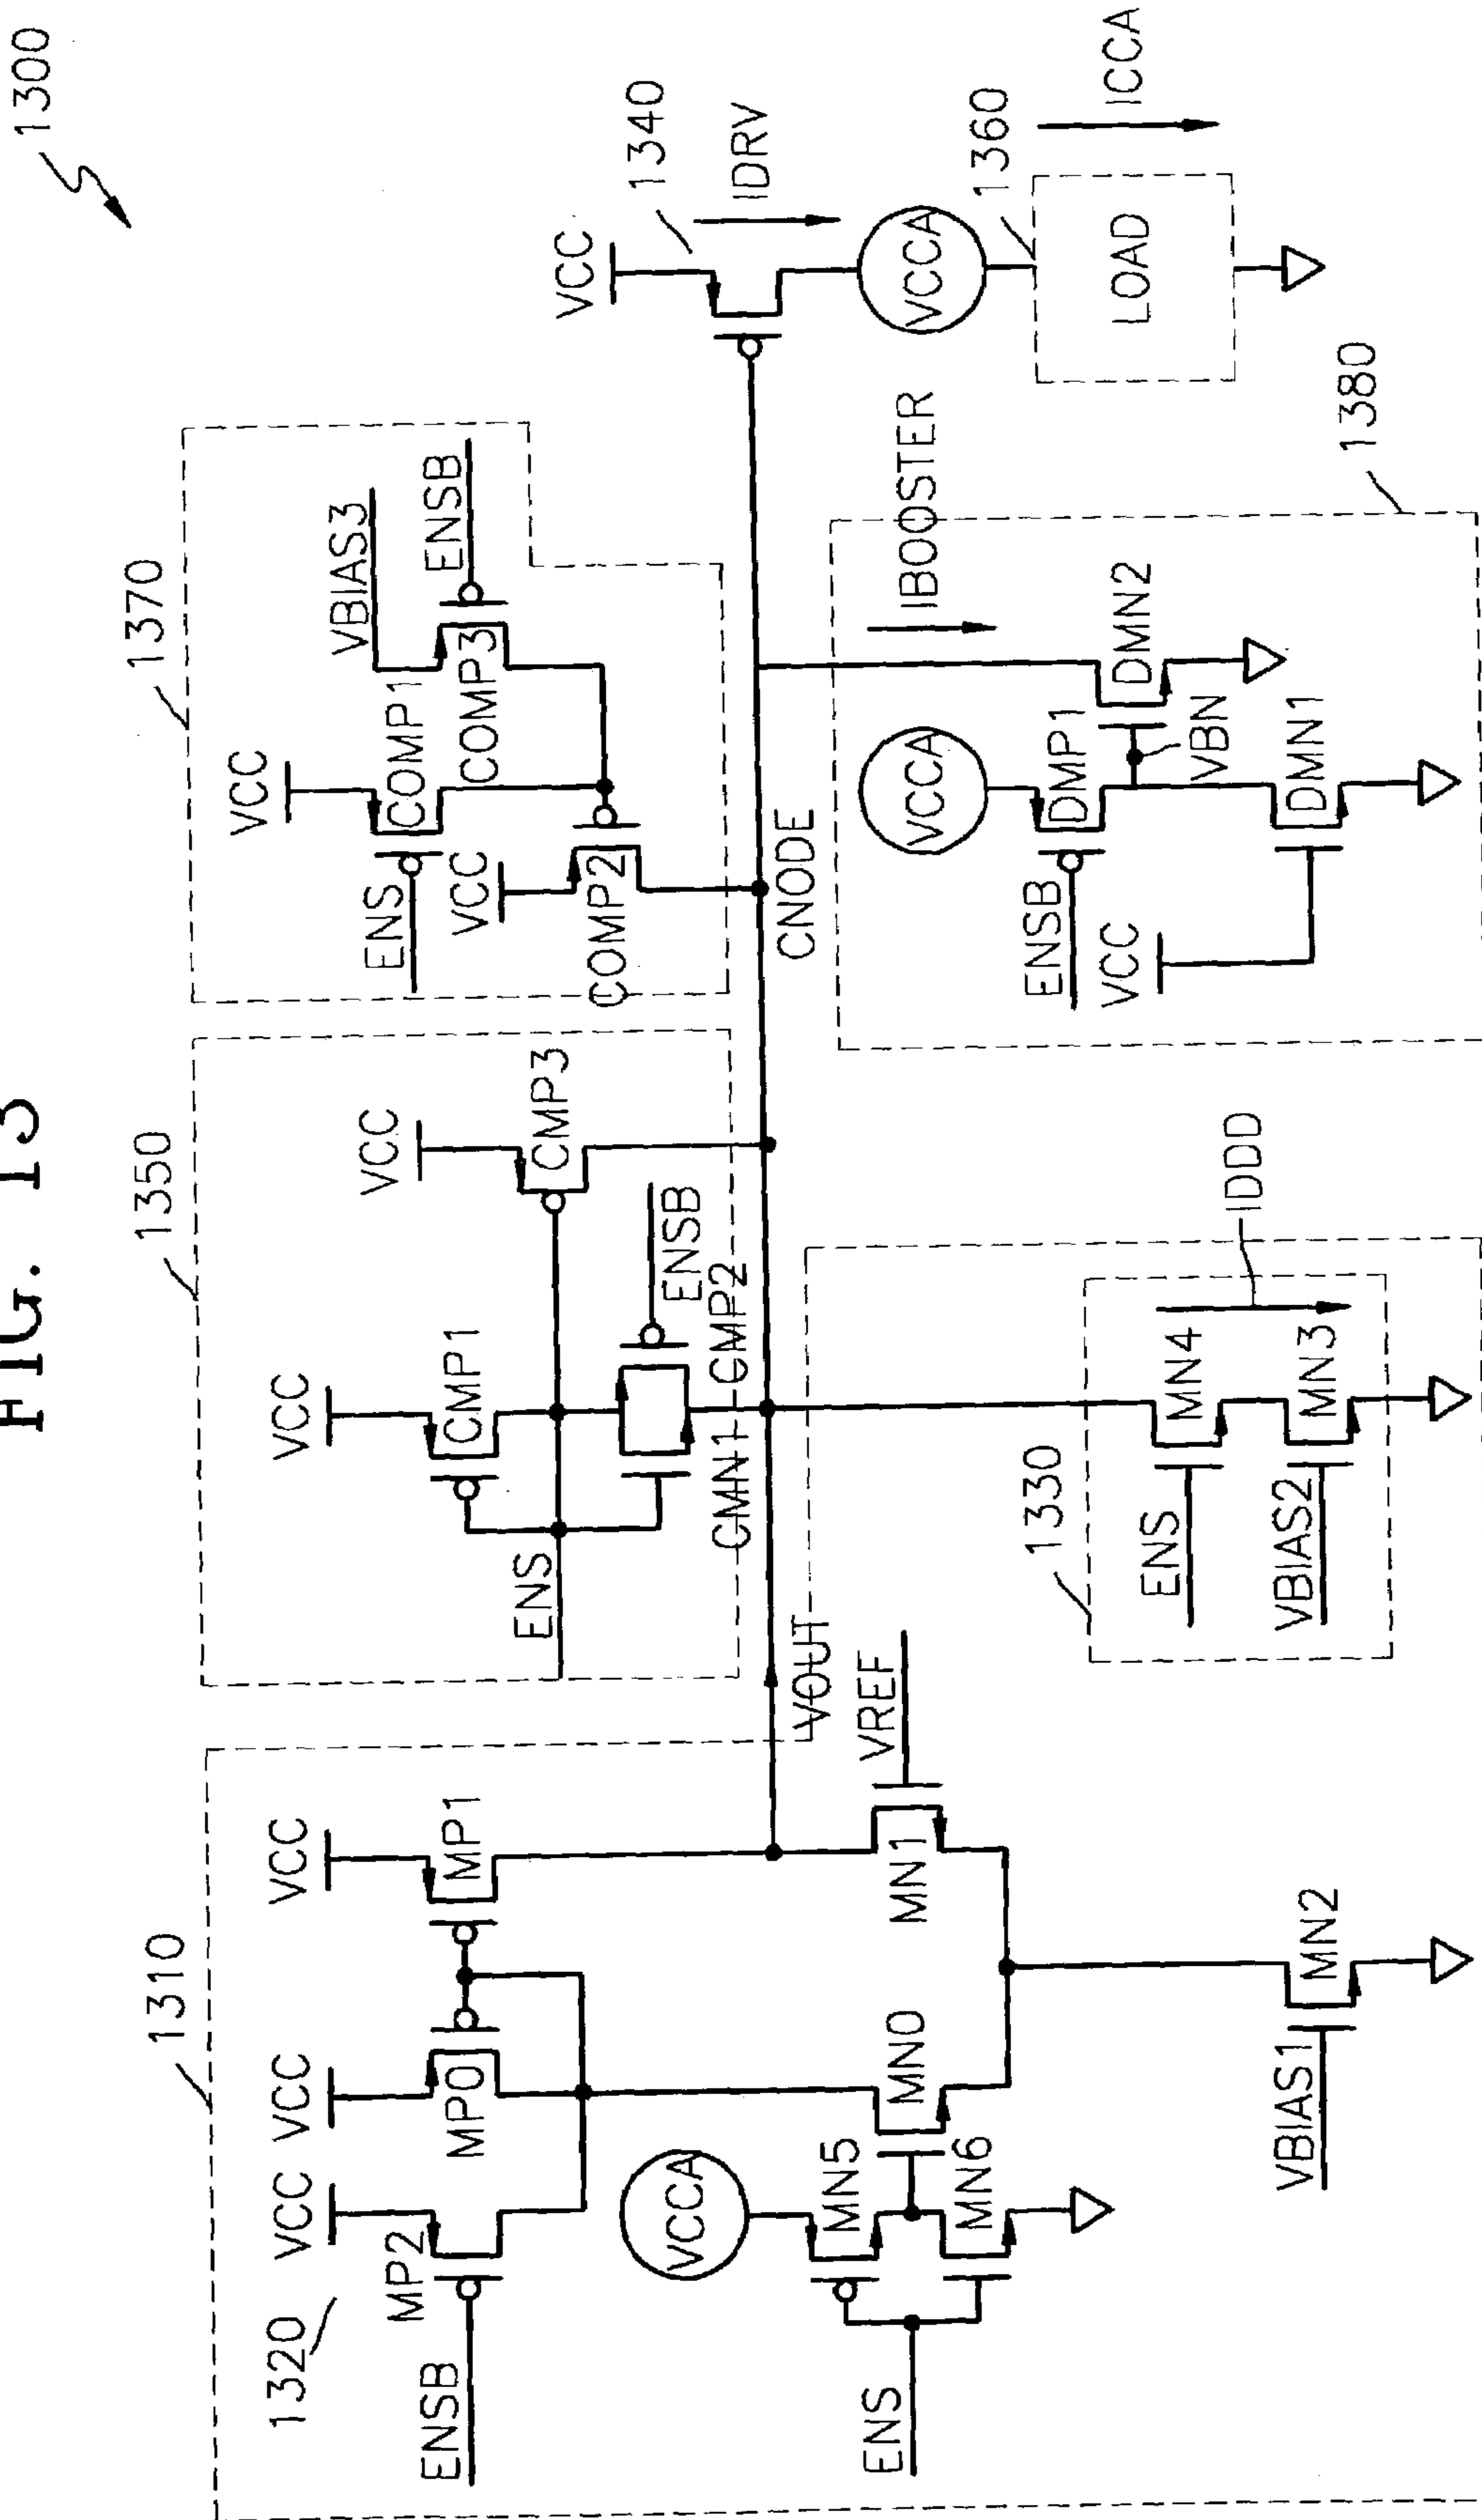 FIG. 13
1300
1310
1320
VCC
VCC
VCC
MP2
MP0
MP1
ENSB
VCCA
MN5
MN6
ENS
MN0
MN1
VREF
VOUT
VBIAS1
MN2
1350
VCC
CMP1
VCC
CMP3
ENS
ENSB
CMN1
CMP2
1330
ENS
MN4
VBIAS2
MN3
IDDD
1370
VCC
COMP1
VBIAS3
ENS
COMP3
ENSB
VCC
COMP2
CNODE
IBOOSTER
VCCA
ENSB
DMP1
DMN2
VCC
VBN
DMN1
1380
VCC
1340
IDRV
VCCA
1360
LOAD
ICCA